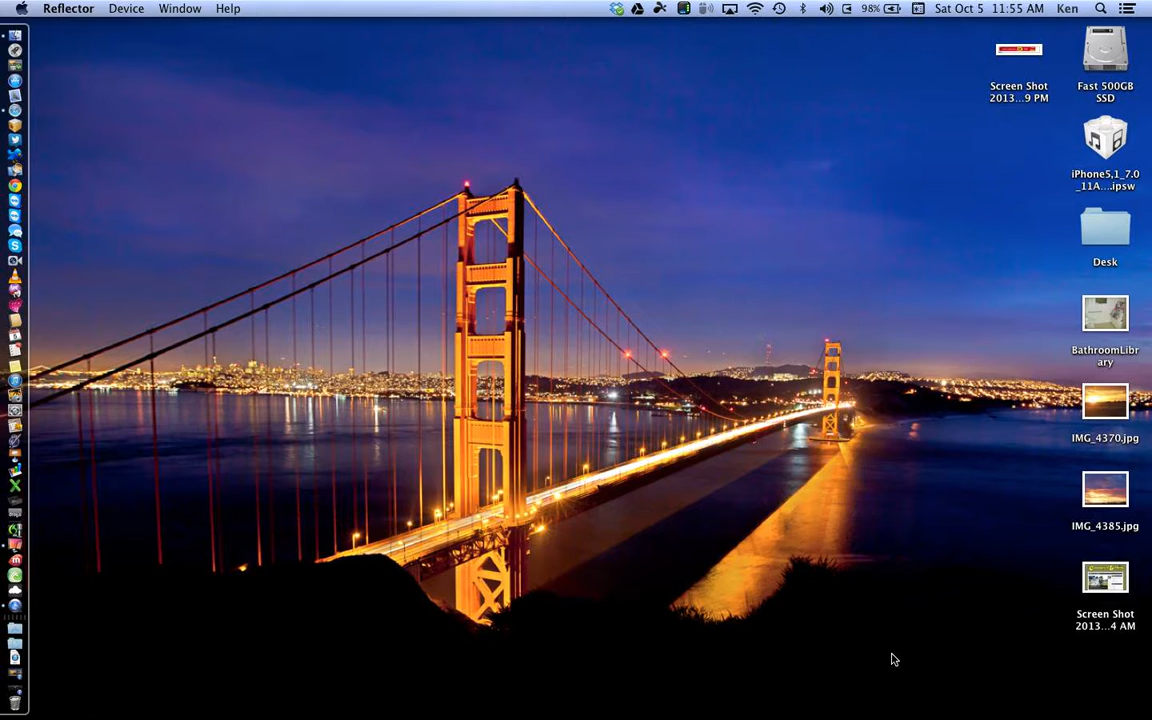 Reflector Device Window Help 98% Sat Oct 5 11:55 AM Ken
Screen Shot
2013...9 PM
Fast 500GB
SSD
iPhone5,1_7.0
_11A....ipsw
Desk
BathroomLibr
ary
IMG_4370.jpg
IMG_4385.jpg
Screen Shot
2013...4 AM